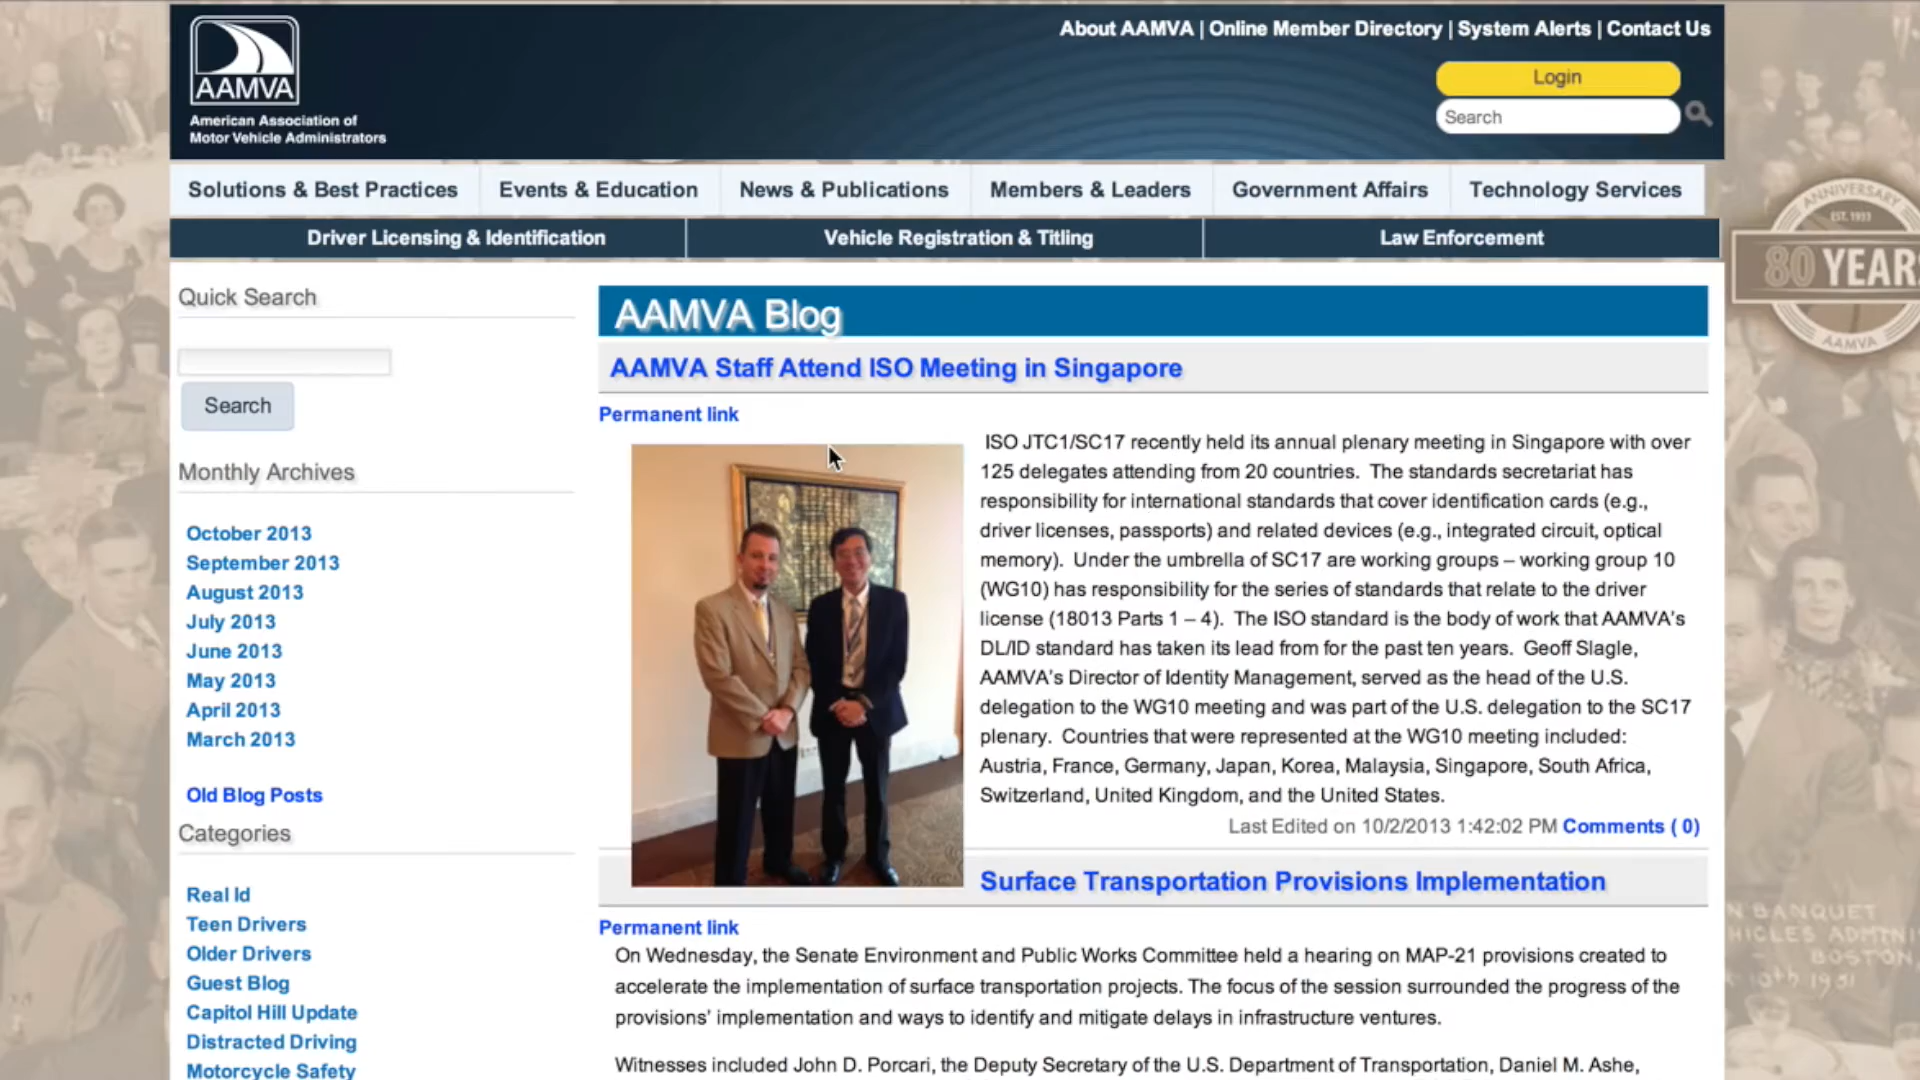 About AAMVA | Online Member Directory | System Alerts | Contact Us
AAMVA
American Association of
Motor Vehicle Administrators
Login
Search
Solutions & Best Practices
Events & Education
News & Publications
Members & Leaders
Government Affairs
Technology Services
Driver Licensing & Identification
Vehicle Registration & Titling
Law Enforcement
ANNIVERSARY
EST. 1933
80 YEARS
AAMVA
Quick Search
Search
Monthly Archives
October 2013
September 2013
August 2013
July 2013
June 2013
May 2013
April 2013
March 2013
Old Blog Posts
Categories
Real Id
Teen Drivers
Older Drivers
Guest Blog
Capitol Hill Update
Distracted Driving
Motorcycle Safety
AAMVA Blog
AAMVA Staff Attend ISO Meeting in Singapore
Permanent link
ISO JTC1/SC17 recently held its annual plenary meeting in Singapore with over
125 delegates attending from 20 countries. The standards secretariat has
responsibility for international standards that cover identification cards (e.g.,
driver licenses, passports) and related devices (e.g., integrated circuit, optical
memory). Under the umbrella of SC17 are working groups – working group 10
(WG10) has responsibility for the series of standards that relate to the driver
license (18013 Parts 1 – 4). The ISO standard is the body of work that AAMVA's
DL/ID standard has taken its lead from for the past ten years. Geoff Slagle,
AAMVA's Director of Identity Management, served as the head of the U.S.
delegation to the WG10 meeting and was part of the U.S. delegation to the SC17
plenary. Countries that were represented at the WG10 meeting included:
Austria, France, Germany, Japan, Korea, Malaysia, Singapore, South Africa,
Switzerland, United Kingdom, and the United States.
Last Edited on 10/2/2013 1:42:02 PM Comments ( 0)
Surface Transportation Provisions Implementation
Permanent link
On Wednesday, the Senate Environment and Public Works Committee held a hearing on MAP-21 provisions created to
accelerate the implementation of surface transportation projects. The focus of the session surrounded the progress of the
provisions' implementation and ways to identify and mitigate delays in infrastructure ventures.
Witnesses included John D. Porcari, the Deputy Secretary of the U.S. Department of Transportation, Daniel M. Ashe,
N BANQUET
HICLES ADMINI
BOSTON,
10TH 1931